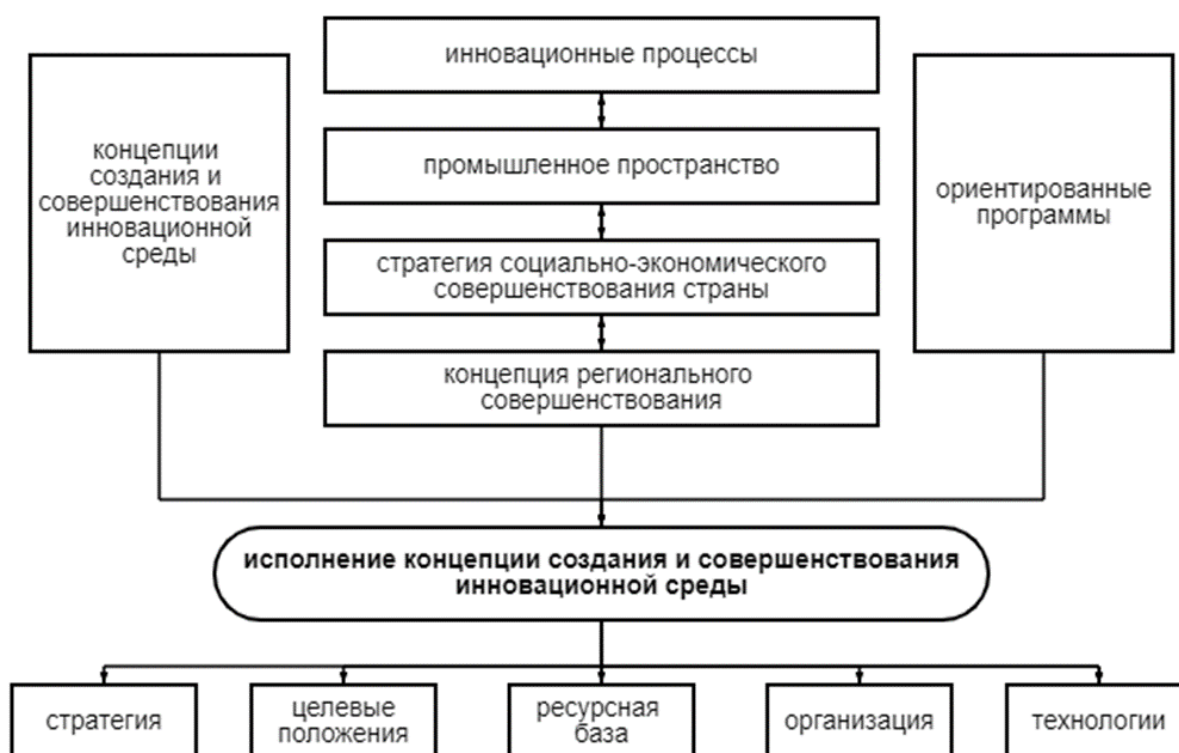 инновационные процессы
концепции
создания и
совершенствования
инновационной
среды
промышленное пространство
ориентированные
программы
стратегия социально-экономического
совершенствования страны
концепция регионального
совершенствования
исполнение концепции создания и совершенствования
инновационной среды
стратегия
целевые
положения
ресурсная
база
организация
технологии